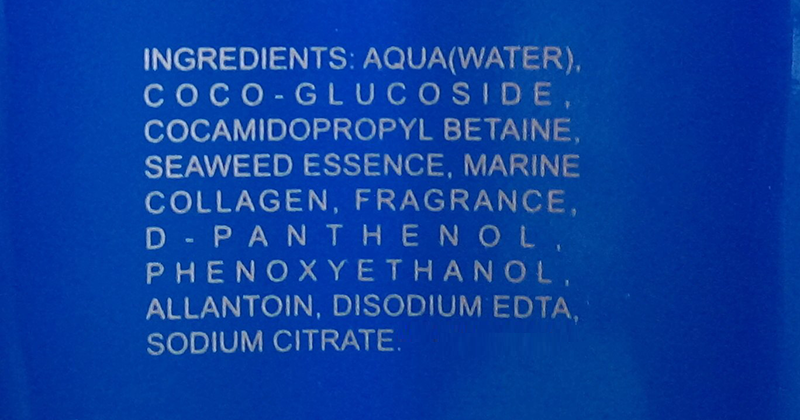 INGREDIENTS: AQUA(WATER),
COCO-GLUCOSIDE,
COCAMIDOPROPYL BETAINE,
SEAWEED ESSENCE, MARINE
COLLAGEN, FRAGRANCE,
D-PANTHENOL,
PHENOXYETHANOL,
ALLANTOIN, DISODIUM EDTA,
SODIUM CITRATE.